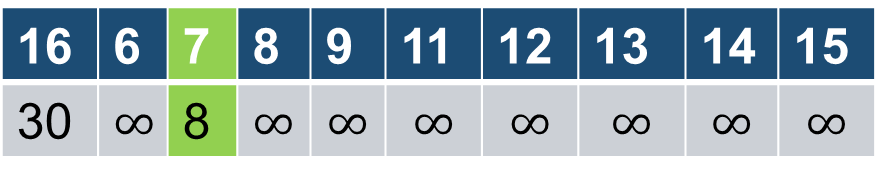 16 6 7 8 9 11 12 13 14 15
30 ∞ 8 ∞ ∞ ∞ ∞ ∞ ∞ ∞